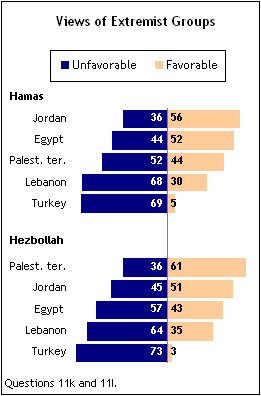 Views of Extremist Groups
Unfavorable Favorable
Hamas
Jordan 36 56
Egypt 44 52
Palest. ter. 52 44
Lebanon 68 30
Turkey 69 5
Hezbollah
Palest. ter. 36 61
Jordan 45 51
Egypt 57 43
Lebanon 64 35
Turkey 73 3
Questions 11k and 11l.